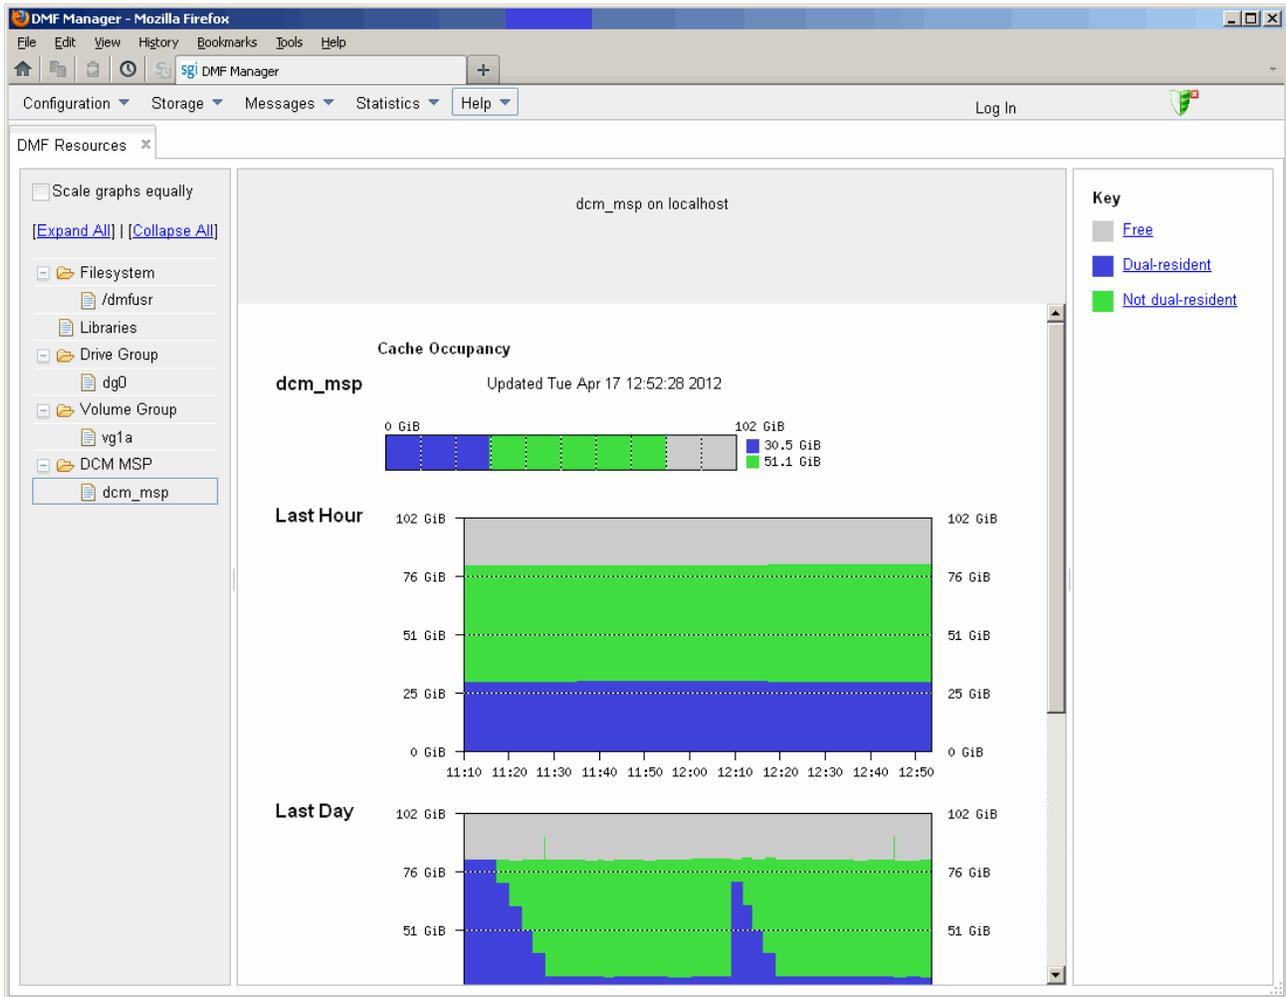 DMF Manager - Mozilla Firefox
File Edit View History Bookmarks Tools Help
sgi DMF Manager
Configuration Storage Messages Statistics Help Log In
DMF Resources
Scale graphs equally
[Expand All] | [Collapse All]
Filesystem
/dmfusr
Libraries
Drive Group
dg0
Volume Group
vg1a
DCM MSP
dcm_msp
dcm_msp on localhost
Cache Occupancy
dcm_msp Updated Tue Apr 17 12:52:28 2012
0 GiB 102 GiB
30.5 GiB
51.1 GiB
Last Hour
102 GiB 102 GiB
76 GiB 76 GiB
51 GiB 51 GiB
25 GiB 25 GiB
0 GiB 0 GiB
11:10 11:20 11:30 11:40 11:50 12:00 12:10 12:20 12:30 12:40 12:50
Last Day
102 GiB 102 GiB
76 GiB 76 GiB
51 GiB 51 GiB
Key
Free
Dual-resident
Not dual-resident